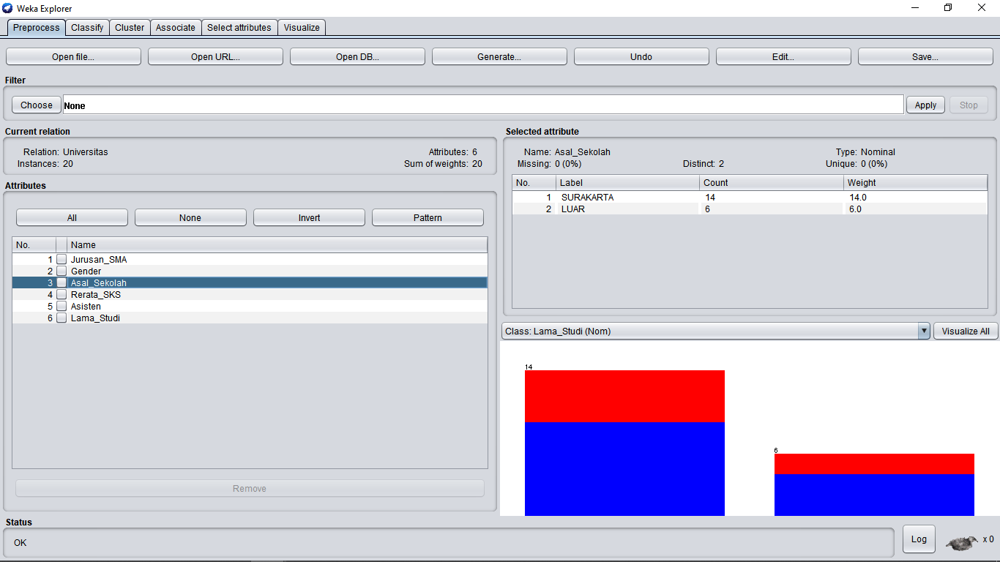 Weka Explorer
Preprocess Classify Cluster Associate Select attributes Visualize
Open file... Open URL... Open DB... Generate... Undo Edit... Save...
Filter
Choose None Apply Stop
Current relation
Relation: Universitas Attributes: 6
Instances: 20 Sum of weights: 20
Attributes
All None Invert Pattern
No. Name
1 Jurusan_SMA
2 Gender
3 Asal_Sekolah
4 Rerata_SKS
5 Asisten
6 Lama_Studi
Remove
Selected attribute
Name: Asal_Sekolah Type: Nominal
Missing: 0 (0%) Distinct: 2 Unique: 0 (0%)
No. Label Count Weight
1 SURAKARTA 14 14.0
2 LUAR 6 6.0
Class: Lama_Studi (Nom) Visualize All
14
6
Status
OK
Log x 0